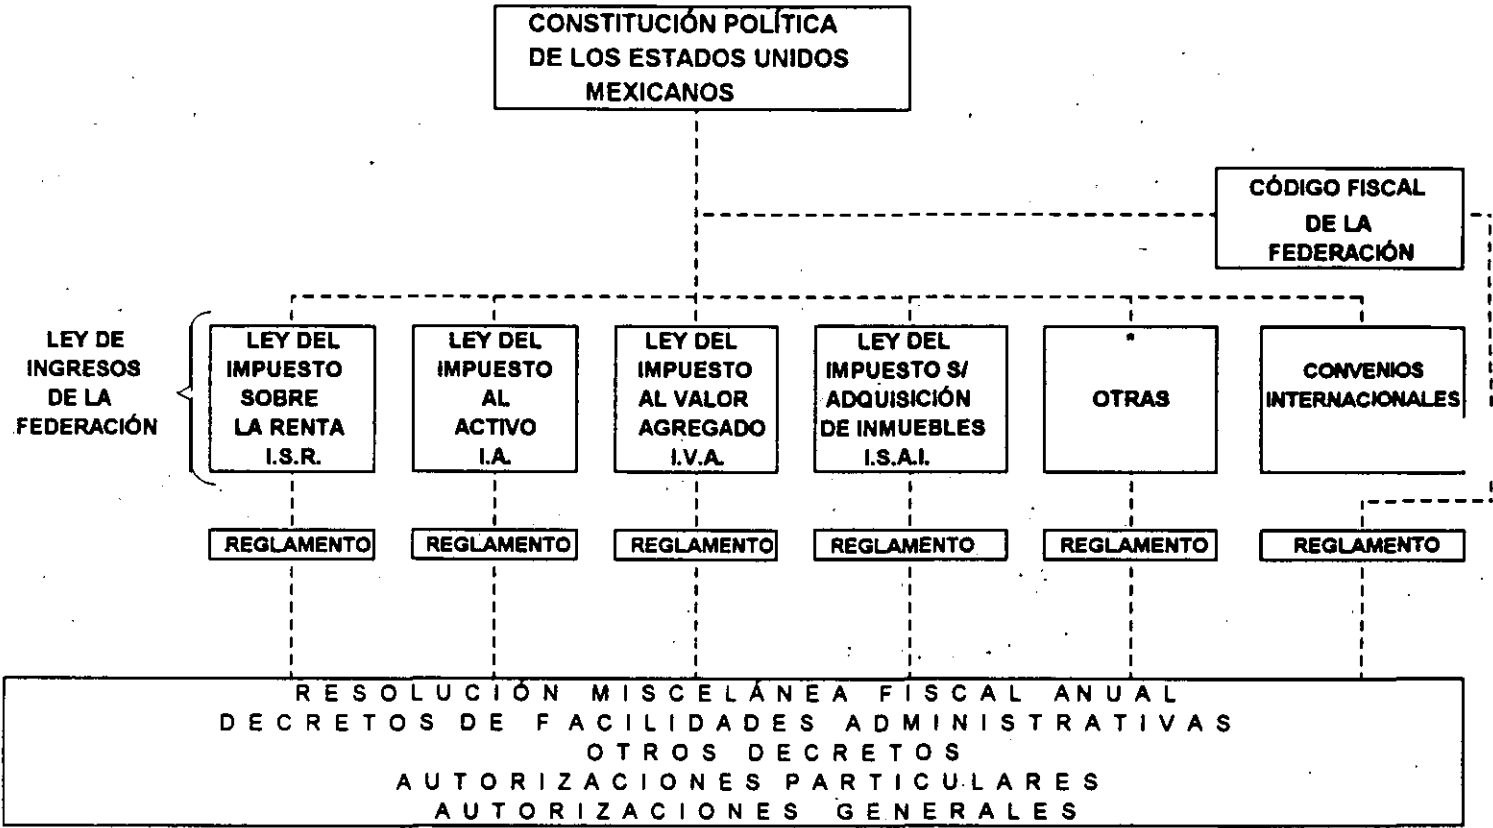 CONSTITUCIÓN POLÍTICA
DE LOS ESTADOS UNIDOS
MEXICANOS
CÓDIGO FISCAL
DE LA
FEDERACIÓN
LEY DE
INGRESOS
DE LA
FEDERACIÓN
LEY DEL
IMPUESTO
SOBRE
LA RENTA
I.S.R.
LEY DEL
IMPUESTO
AL
ACTIVO
I.A.
LEY DEL
IMPUESTO
AL VALOR
AGREGADO
I.V.A.
LEY DEL
IMPUESTO S/
ADQUISICIÓN
DE INMUEBLES
I.S.A.I.
*
OTRAS
CONVENIOS
INTERNACIONALES
REGLAMENTO
REGLAMENTO
REGLAMENTO
REGLAMENTO
REGLAMENTO
REGLAMENTO
RESOLUCIÓN MISCELÁNEA FISCAL ANUAL
DECRETOS DE FACILIDADES ADMINISTRATIVAS
OTROS DECRETOS
AUTORIZACIONES PARTICULARES
AUTORIZACIONES GENERALES